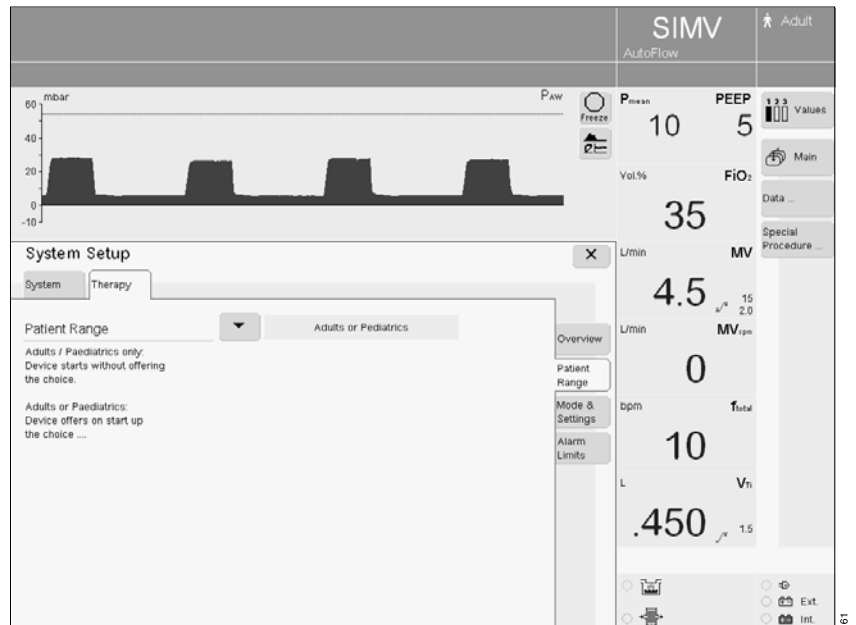 SIMV
AutoFlow
Adult
mbar
PAW
60
40
20
0
-10
Freeze
Pmean
PEEP
10
5
Vol.%
FiO2
35
L/min
MV
4.5
15
2.0
L/min
MVspn
0
bpm
ftotal
10
L
VTi
.450
1.5
1 2 3
Values
Main
Data ...
Special
Procedure ...
System Setup
×
System
Therapy
Patient Range
Adults or Pediatrics
Adults / Paediatrics only:
Device starts without offering
the choice.
Adults or Paediatrics:
Device offers on start up
the choice ....
Overview
Patient
Range
Mode &
Settings
Alarm
Limits
Ext.
Int.
61